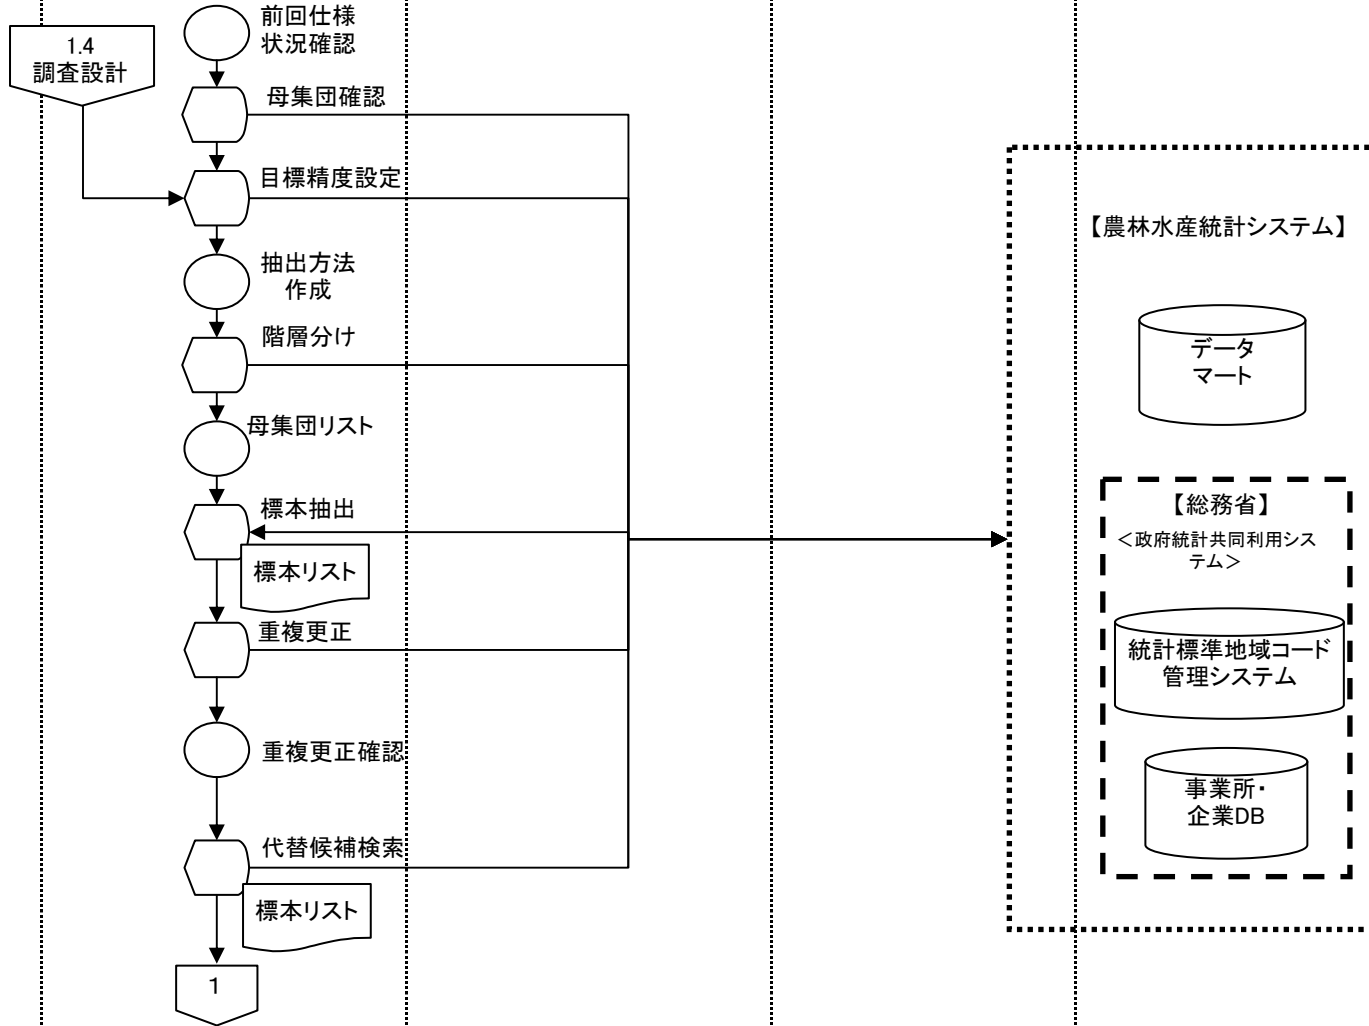 前回仕様
状況確認
1.4
調査設計
母集団確認
目標精度設定
抽出方法
作成
階層分け
母集団リスト
標本抽出
標本リスト
重複更正
重複更正確認
代替候補検索
標本リスト
1
【農林水産統計システム】
データ
マート
【総務省】
＜政府統計共同利用シス
テム＞
統計標準地域コード
管理システム
事業所・
企業DB